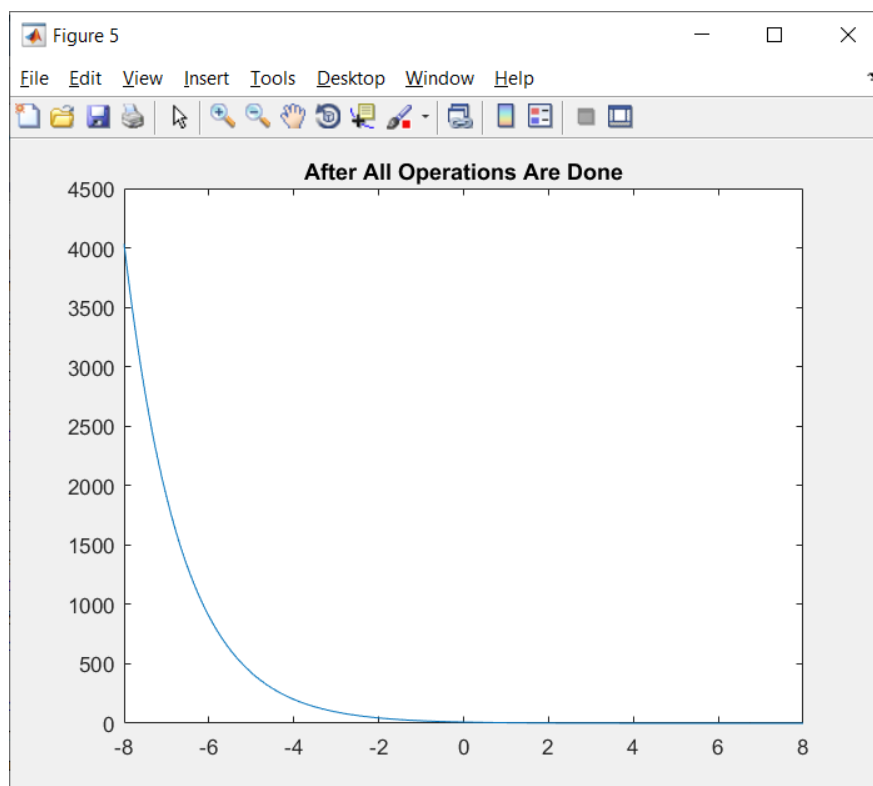 Figure 5
File Edit View Insert Tools Desktop Window Help
After All Operations Are Done
4500
4000
3500
3000
2500
2000
1500
1000
500
0
-8 -6 -4 -2 0 2 4 6 8